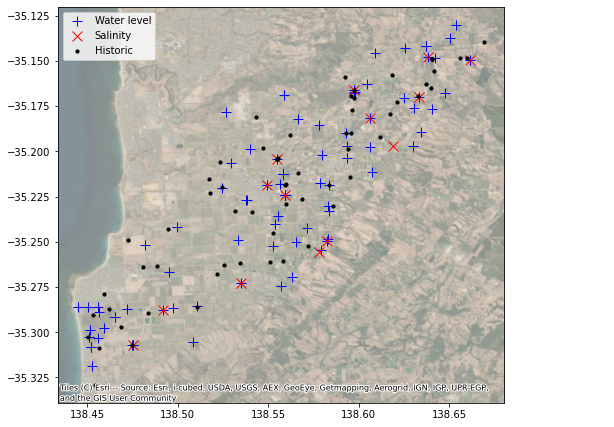 Water level
Salinity
Historic
−35.125
−35.150
−35.175
−35.200
−35.225
−35.250
−35.275
−35.300
−35.325
Tiles (C) Esri -- Source: Esri, i-cubed, USDA, USGS, AEX, GeoEye, Getmapping, Aerogrid, IGN, IGP, UPR-EGP,
and the GIS User Community
138.45 138.50 138.55 138.60 138.65